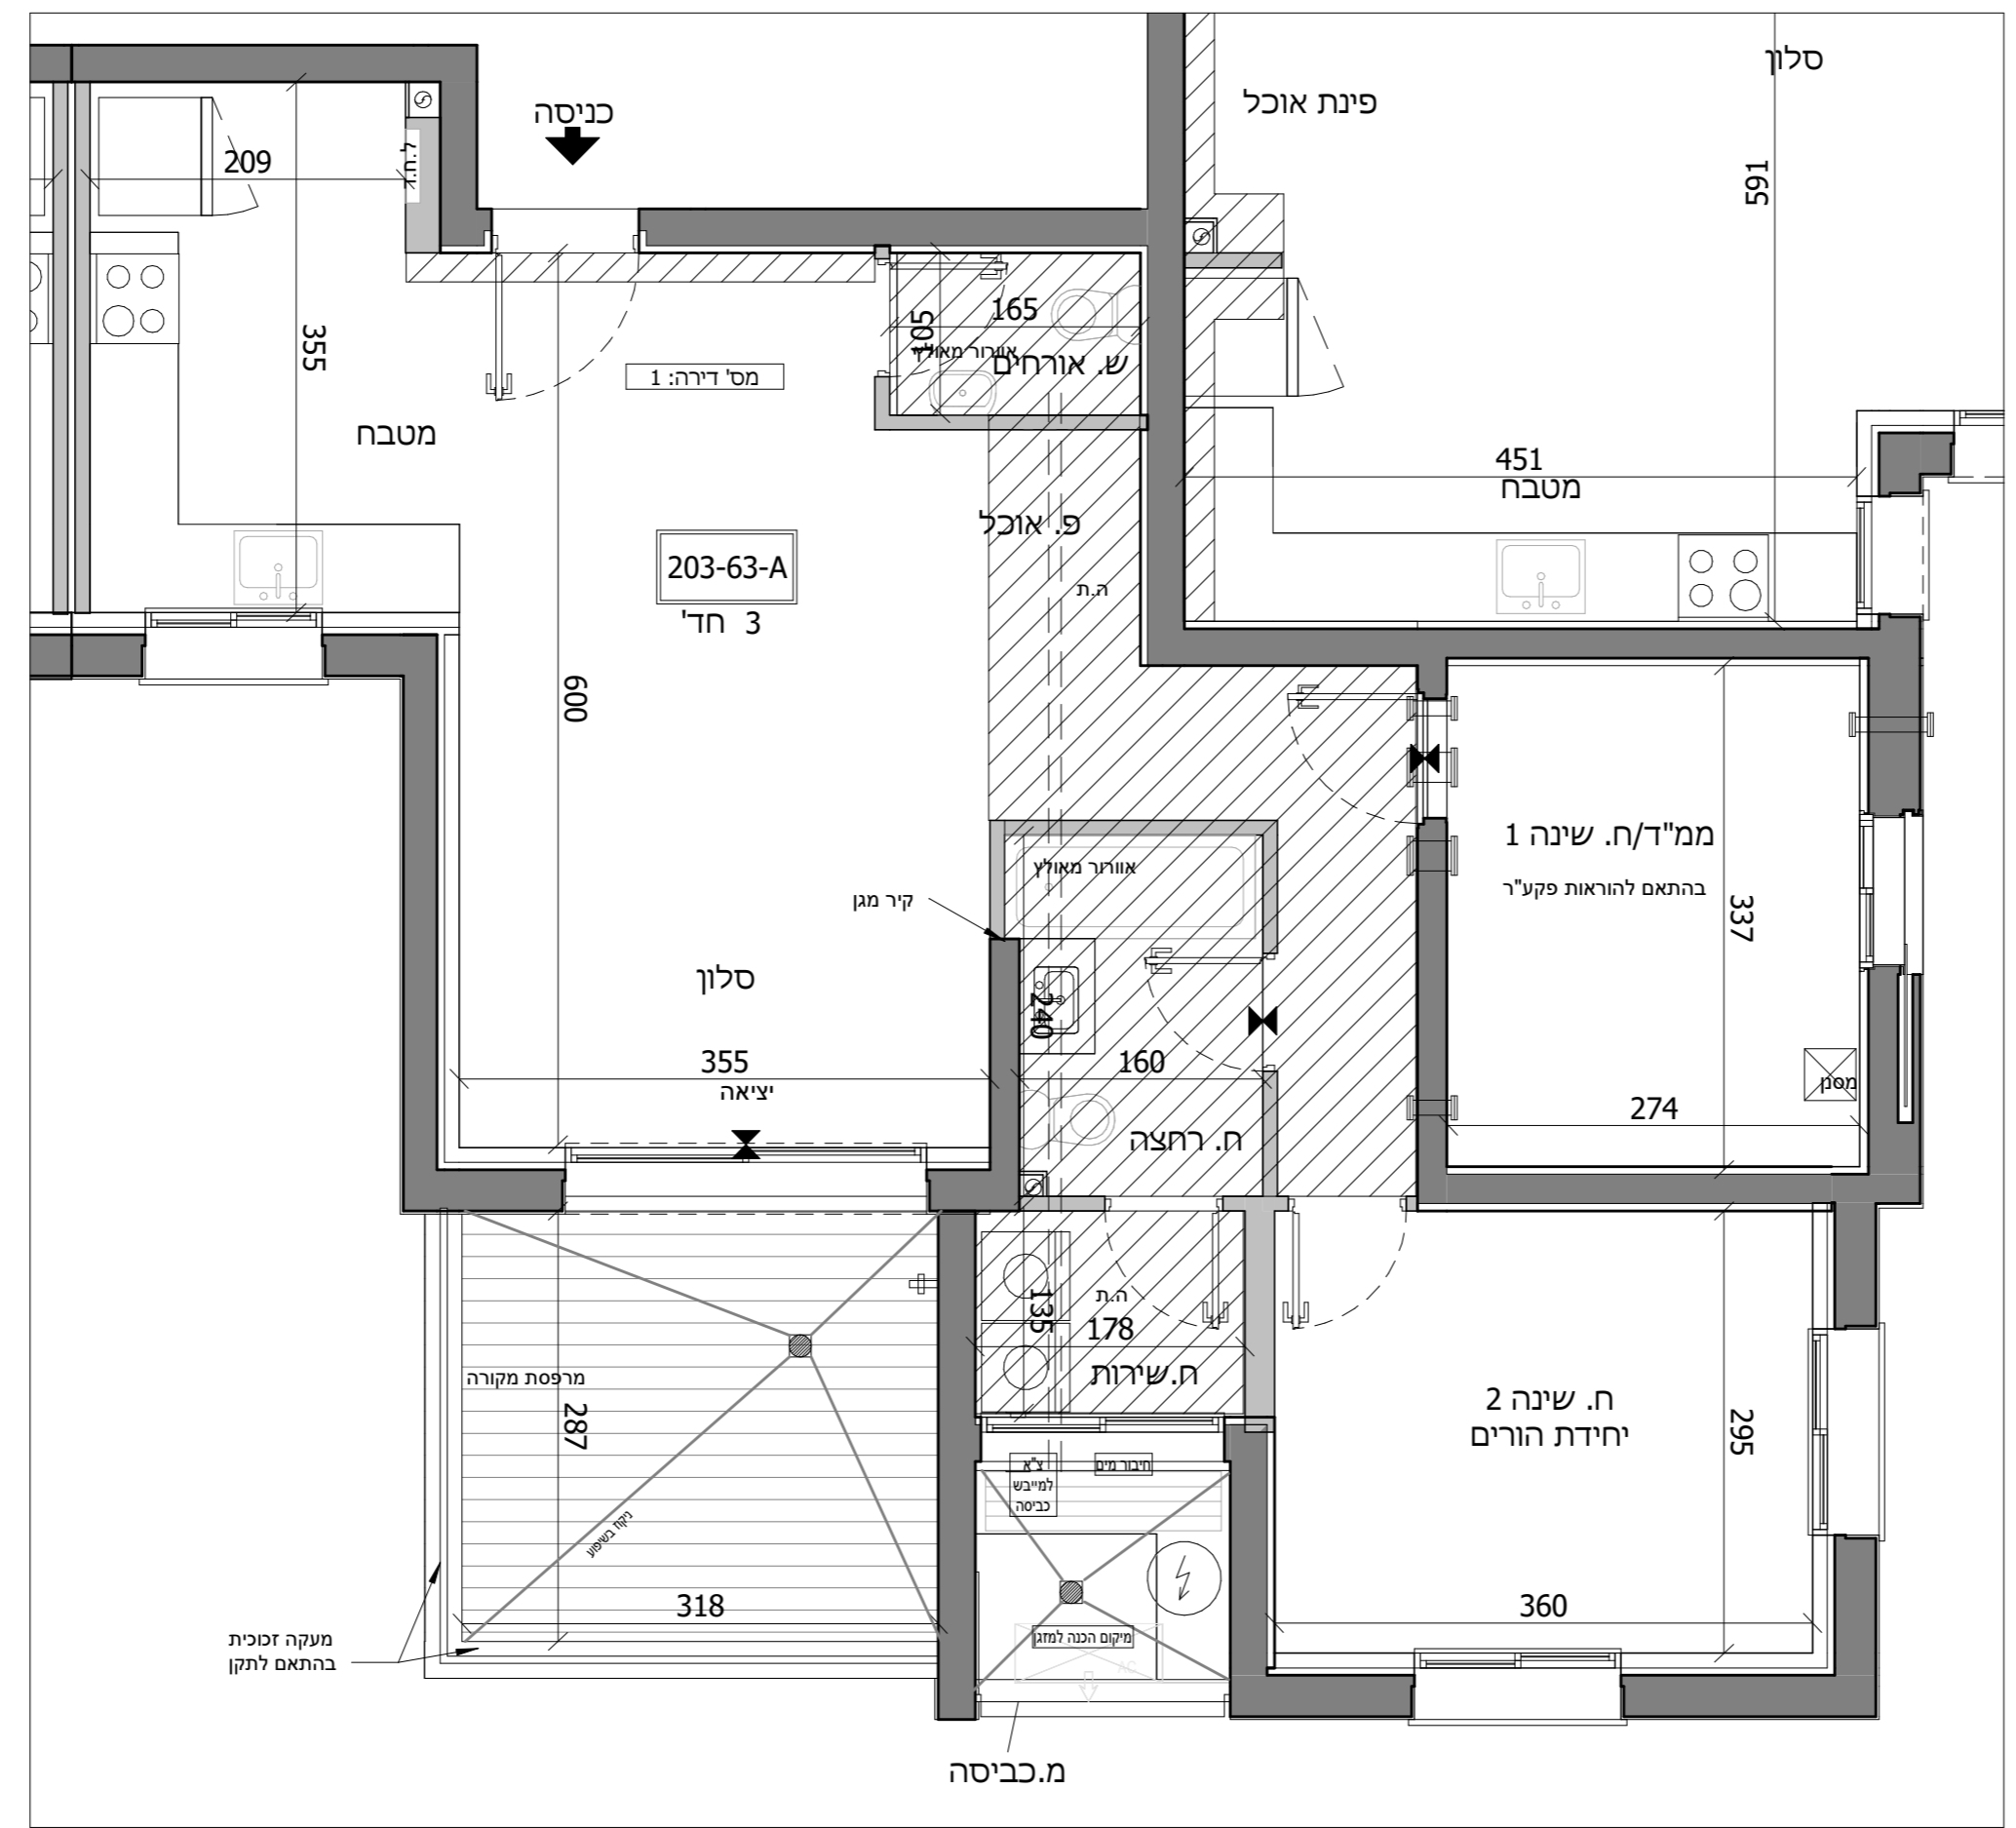 סלון
פינת אוכל
591
כניסה
209
ל.ח.ד
355
165
105
אוורור מאולץ
ש. אורחים
מס' דירה: 1
מטבח
451
מטבח
פ. אוכל
203-63-A
3 חד'
ה.ת
600
ממ"ד/ח. שינה 1
בהתאם להוראות פקע"ר
337
אוורור מאולץ
קיר מגן
סלון
240
355
160
יציאה
מסנן
274
ח. רחצה
ה.ת
135
178
ח.שירות
מרפסת מקורה
287
ח. שינה 2
יחידת הורים
295
צ"א
למייבש
כביסה
חיבור מים
ניקוז בשיפוע
318
360
מיקום הכנה למזגן
AC
מעקה זכוכית
בהתאם לתקן
מ.כביסה